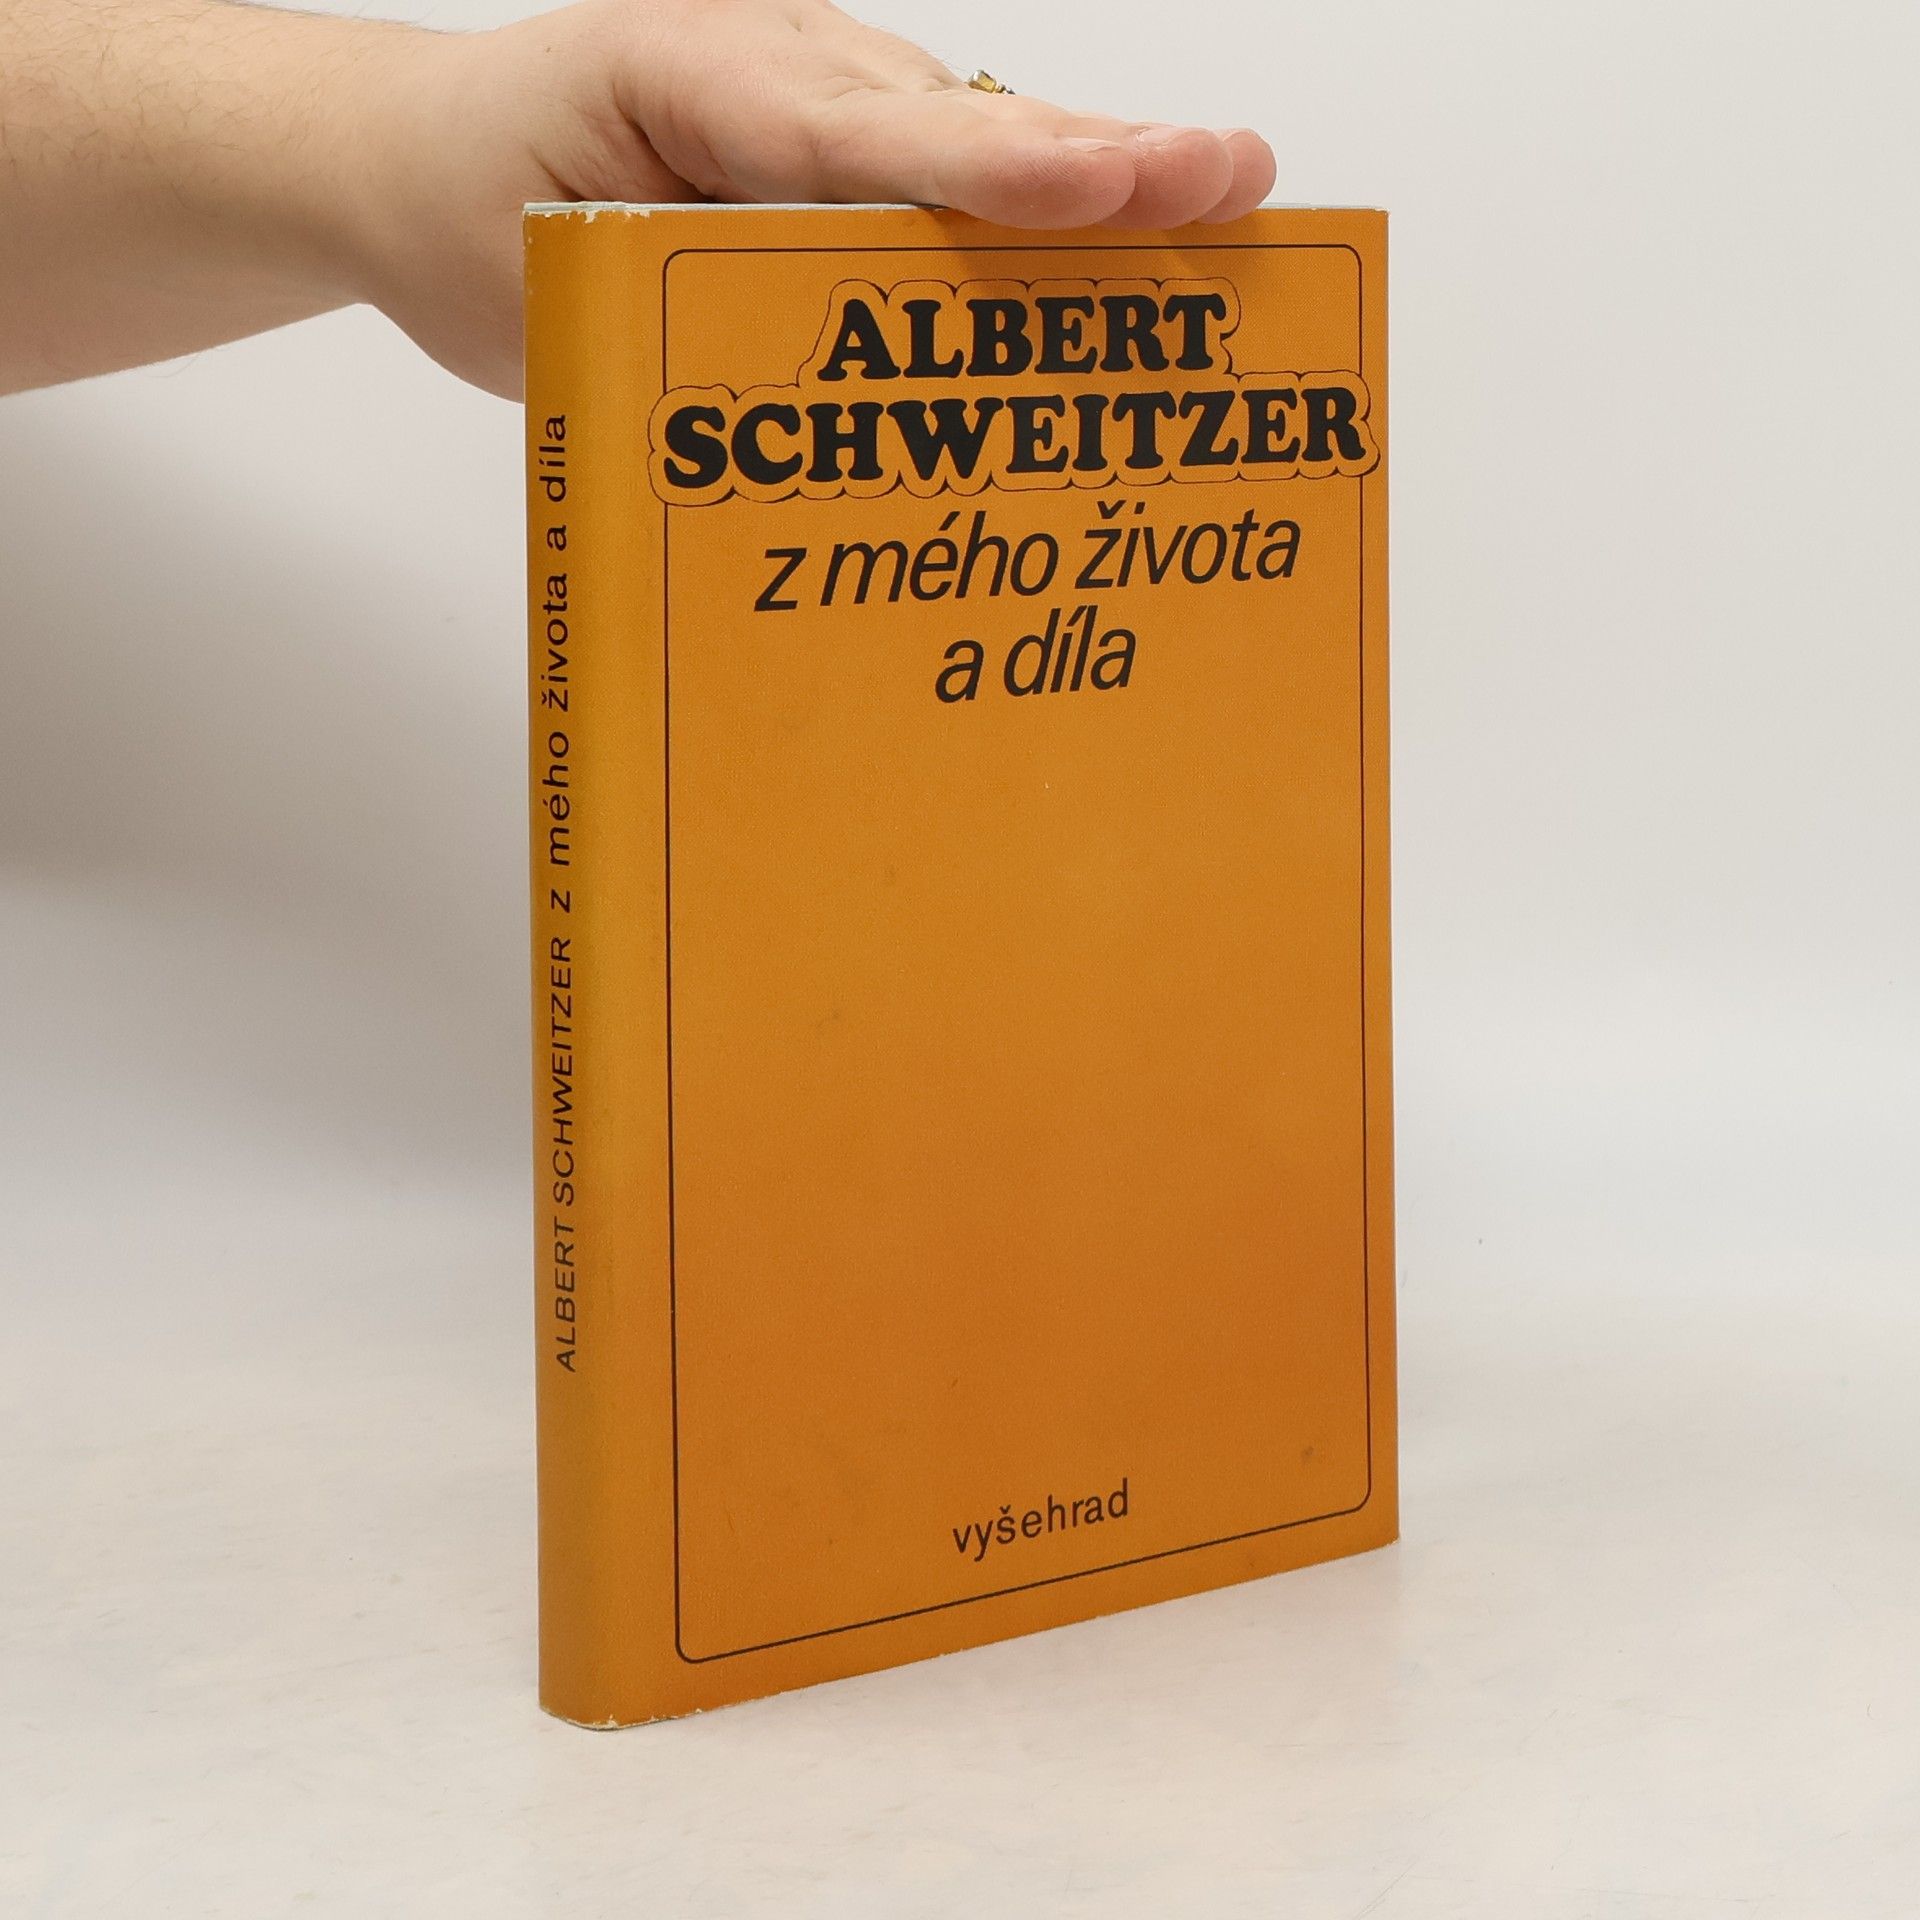 ALBERT
SCHWEITZER
z mého života
a díla
vyšehrad
ALBERT SCHWEITZER z mého života a díla